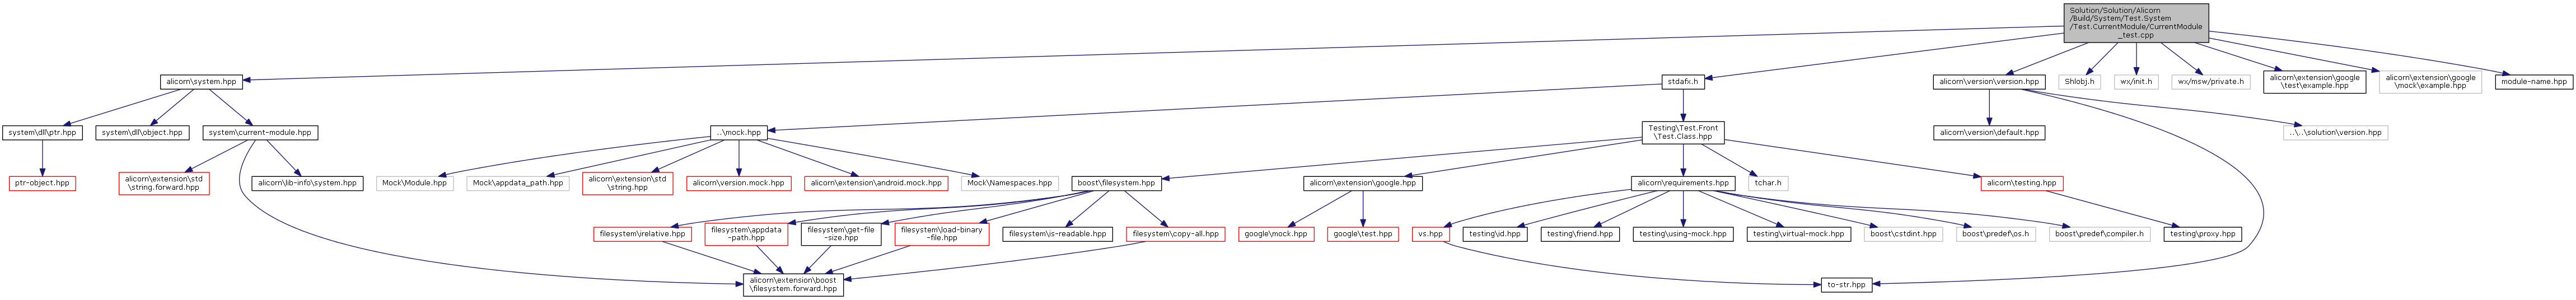 Solution/Solution/Alicorn
/Build/System/Test.System
/Test.CurrentModule/CurrentModule
_test.cpp
alicorn\system.hpp
stdafx.h
alicorn\version\version.hpp
Shlobj.h
wx/init.h
wx/msw/private.h
alicorn\extension\google
\test\example.hpp
alicorn\extension\google
\mock\example.hpp
module-name.hpp
system\dll\ptr.hpp
system\dll\object.hpp
system\current-module.hpp
..\mock.hpp
Testing\Test.Front
\Test.Class.hpp
alicorn\version\default.hpp
..\..\solution\version.hpp
ptr-object.hpp
alicorn\extension\std
\string.forward.hpp
alicorn\lib-info\system.hpp
Mock\Module.hpp
Mock\appdata_path.hpp
alicorn\extension\std
\string.hpp
alicorn\version.mock.hpp
alicorn\extension\android.mock.hpp
Mock\Namespaces.hpp
boost\filesystem.hpp
alicorn\extension\google.hpp
alicorn\requirements.hpp
tchar.h
alicorn\testing.hpp
filesystem\irelative.hpp
filesystem\appdata
-path.hpp
filesystem\get-file
-size.hpp
filesystem\load-binary
-file.hpp
filesystem\is-readable.hpp
filesystem\copy-all.hpp
google\mock.hpp
google\test.hpp
vs.hpp
testing\id.hpp
testing\friend.hpp
testing\using-mock.hpp
testing\virtual-mock.hpp
boost\cstdint.hpp
boost\predef\os.h
boost\predef\compiler.h
testing\proxy.hpp
alicorn\extension\boost
\filesystem.forward.hpp
to-str.hpp